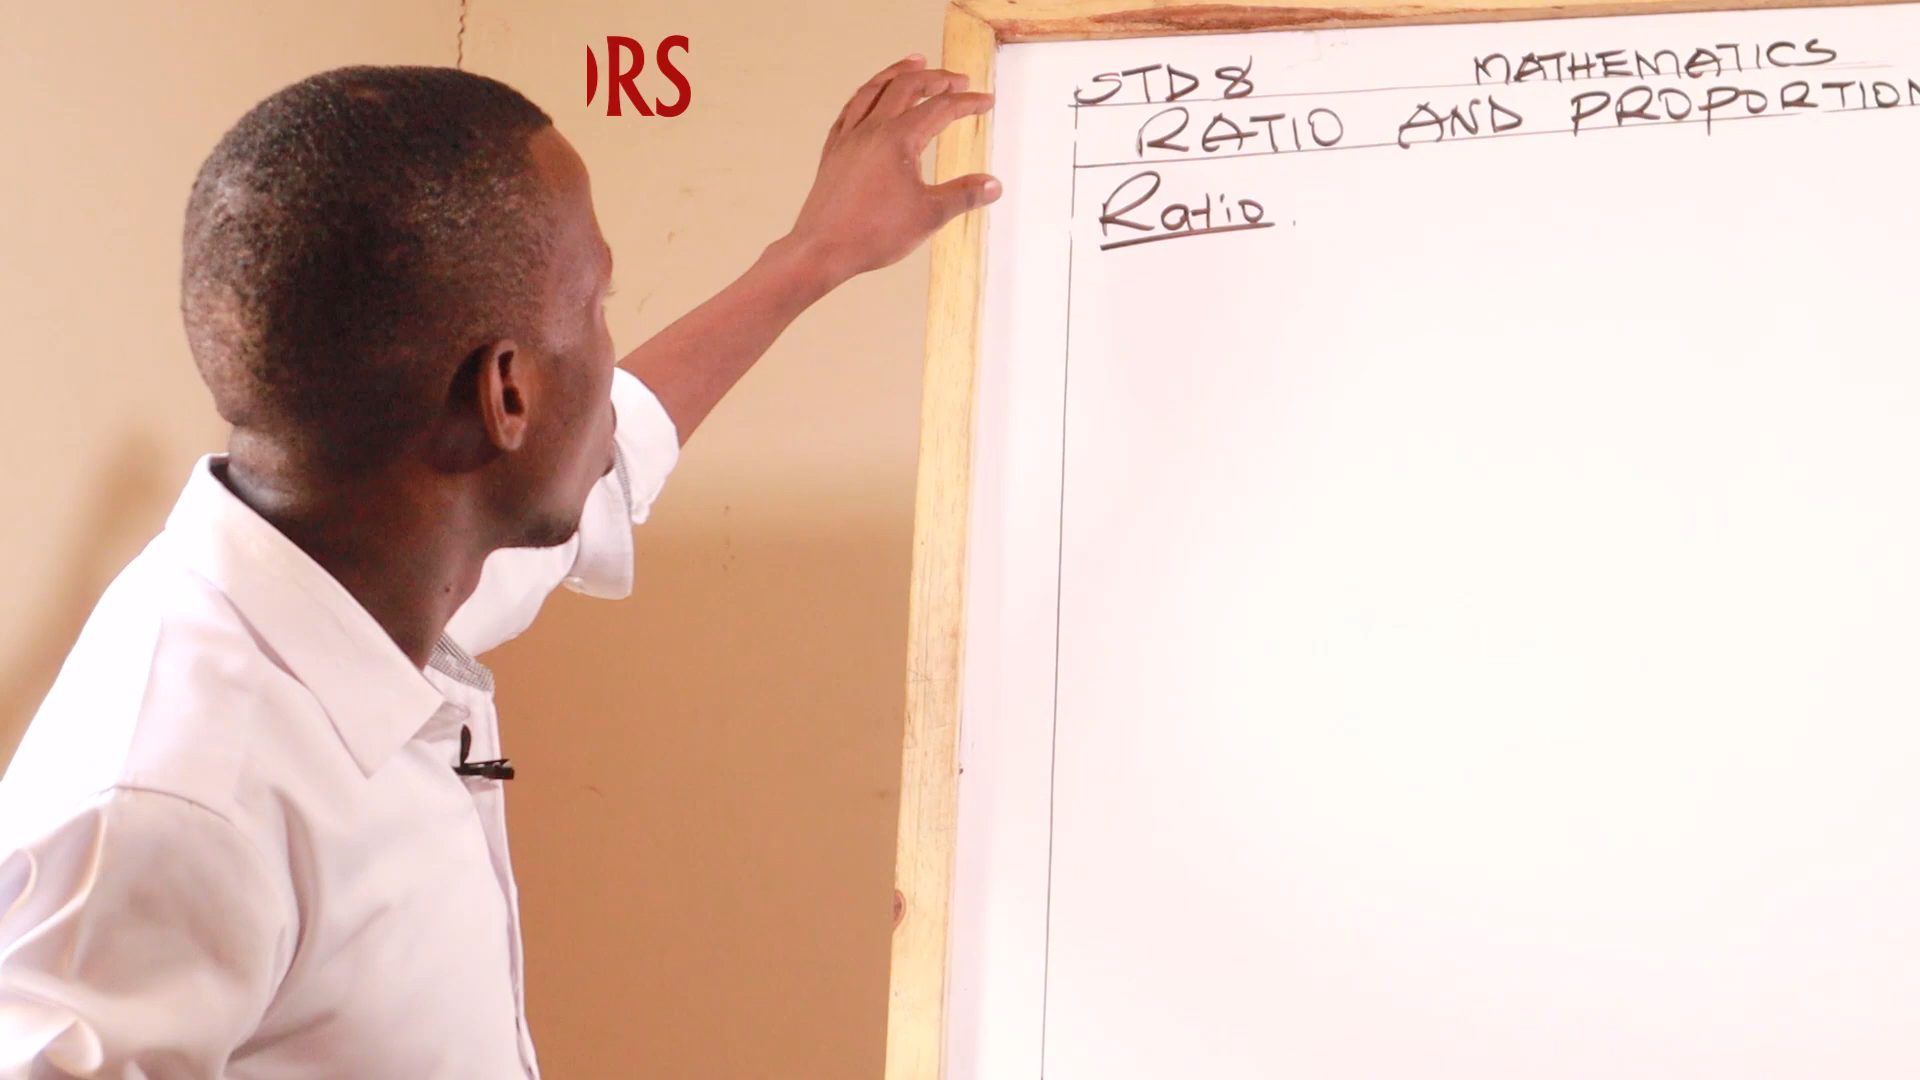 RS
STD 8 MATHEMATICS
RATIO AND PROPORTION
Ratio.